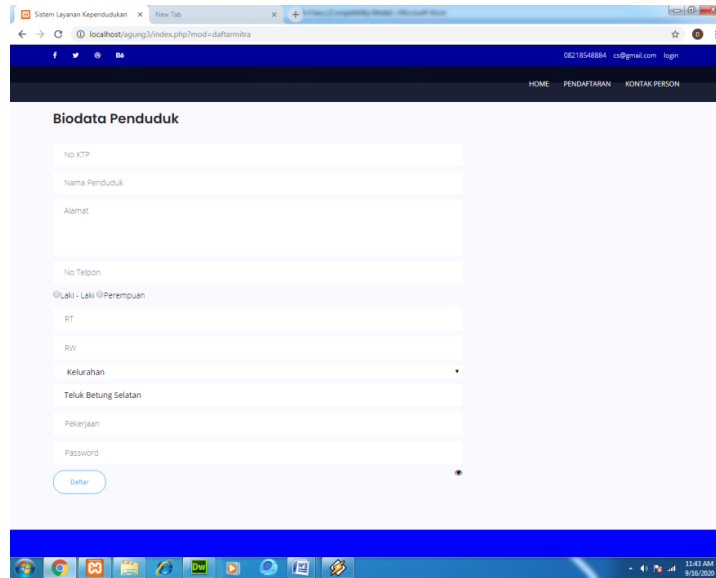 Sistem Layanan Kependudukan
New Tab
localhost/agung3/index.php?mod=daftarmitra
D
08218548884 cs@gmail.com login
HOME PENDAFTARAN KONTAK PERSON
Biodata Penduduk
No KTP
Nama Penduduk
Alamat
No Telpon
Laki - Laki Perempuan
RT
RW
Kelurahan
Teluk Betung Selatan
Pekerjaan
Password
Daftar
Dw
11:43 AM
9/16/2020